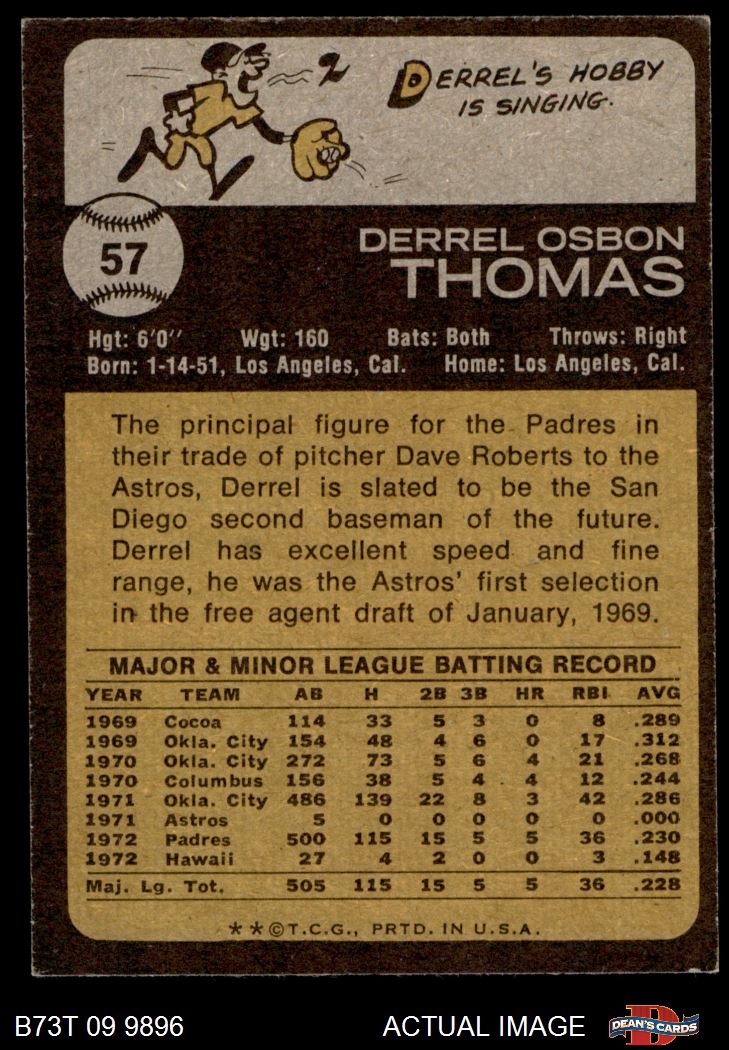 DERREL'S HOBBY
IS SINGING.
57
DERREL OSBON
THOMAS
Hgt: 6'0" Wgt: 160 Bats: Both Throws: Right
Born: 1-14-51, Los Angeles, Cal. Home: Los Angeles, Cal.
The principal figure for the Padres in
their trade of pitcher Dave Roberts to the
Astros, Derrel is slated to be the San
Diego second baseman of the future.
Derrel has excellent speed and fine
range, he was the Astros' first selection
in the free agent draft of January, 1969.
MAJOR & MINOR LEAGUE BATTING RECORD
YEAR TEAM AB H 2B 3B HR RBI AVG
1969 Cocoa 114 33 5 3 0 8 .289
1969 Okla. City 154 48 4 6 0 17 .312
1970 Okla. City 272 73 5 6 4 21 .268
1970 Columbus 156 38 5 4 4 12 .244
1971 Okla. City 486 139 22 8 3 42 .286
1971 Astros 5 0 0 0 0 0 .000
1972 Padres 500 115 15 5 5 36 .230
1972 Hawaii 27 4 2 0 0 3 .148
Maj. Lg. Tot. 505 115 15 5 5 36 .228
**©T.C.G., PRTD. IN U.S.A.
B73T 09 9896 ACTUAL IMAGE DEAN'S CARDS